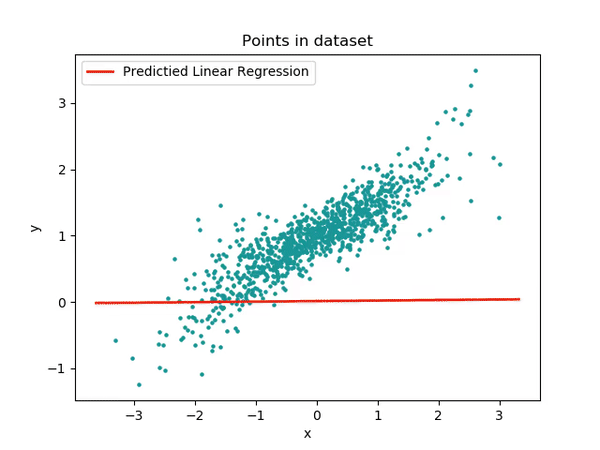 Points in dataset
Predictied Linear Regression
3
2
1
0
−1
y
−3 −2 −1 0 1 2 3
x